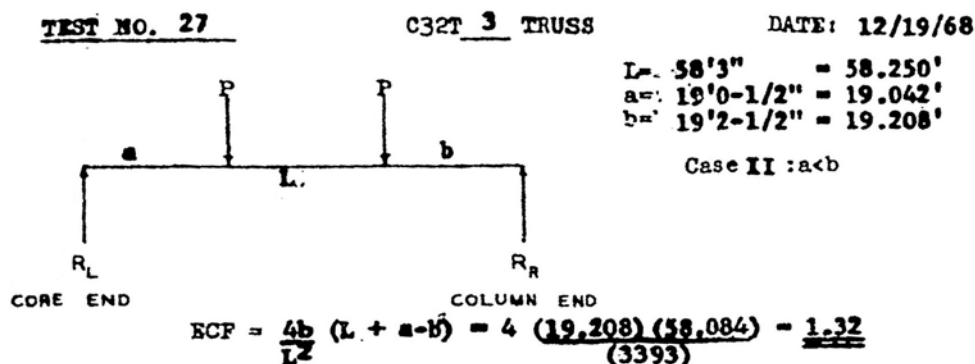 TEST NO. 27 C32T 3 TRUSS DATE: 12/19/68
L= 58'3" = 58.250'
a= 19'0-1/2" = 19.042'
b= 19'2-1/2" = 19.208'
Case II :a<b
P P
a b
L
R_L R_R
CORE END COLUMN END
ECF = 4b/L² (L + a-b) = 4 (19.208)(58.084)/(3393) = 1.32